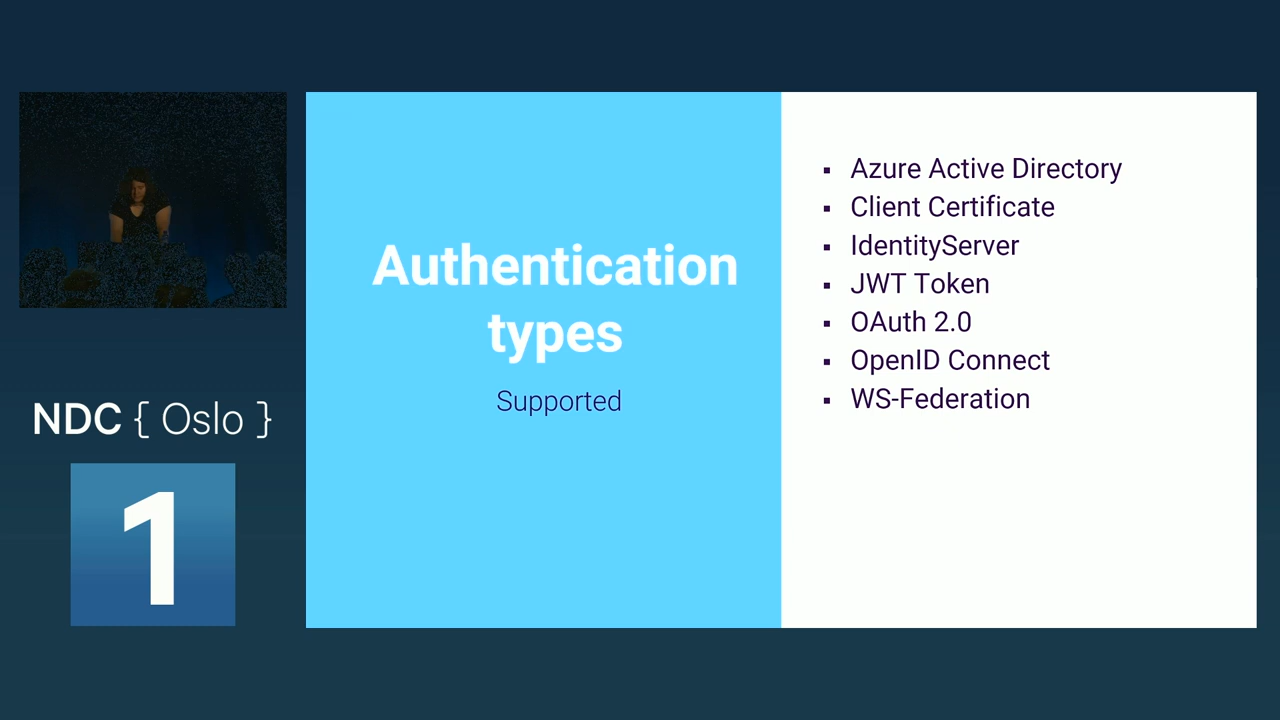 Authentication
types
Supported
Azure Active Directory
Client Certificate
IdentityServer
JWT Token
OAuth 2.0
OpenID Connect
WS-Federation
NDC { Oslo }
1